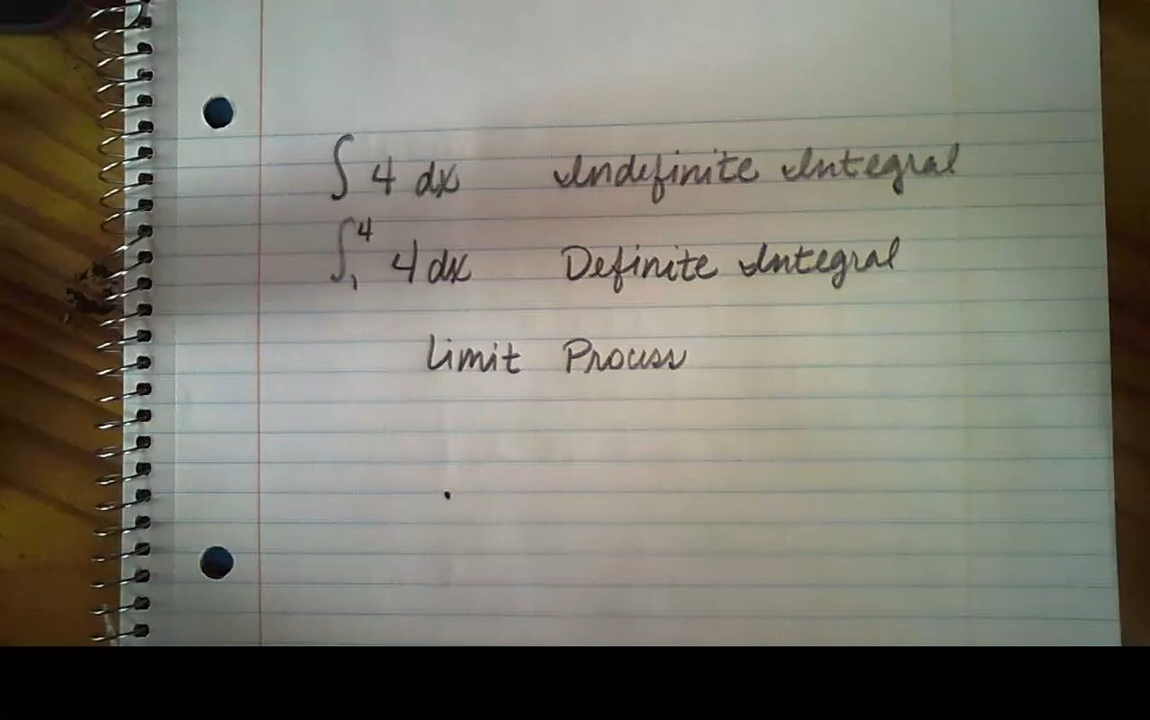 ∫ 4 dx Indefinite Integral
∫₁⁴ 4 dx Definite Integral
Limit Process